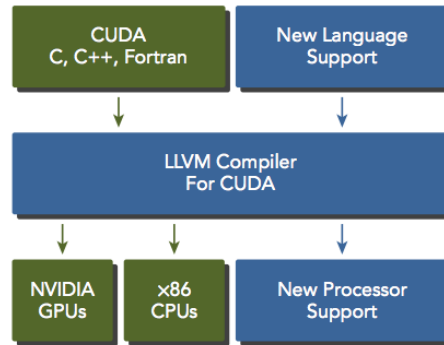 CUDA
C, C++, Fortran
New Language
Support
LLVM Compiler
For CUDA
NVIDIA
GPUs
x86
CPUs
New Processor
Support